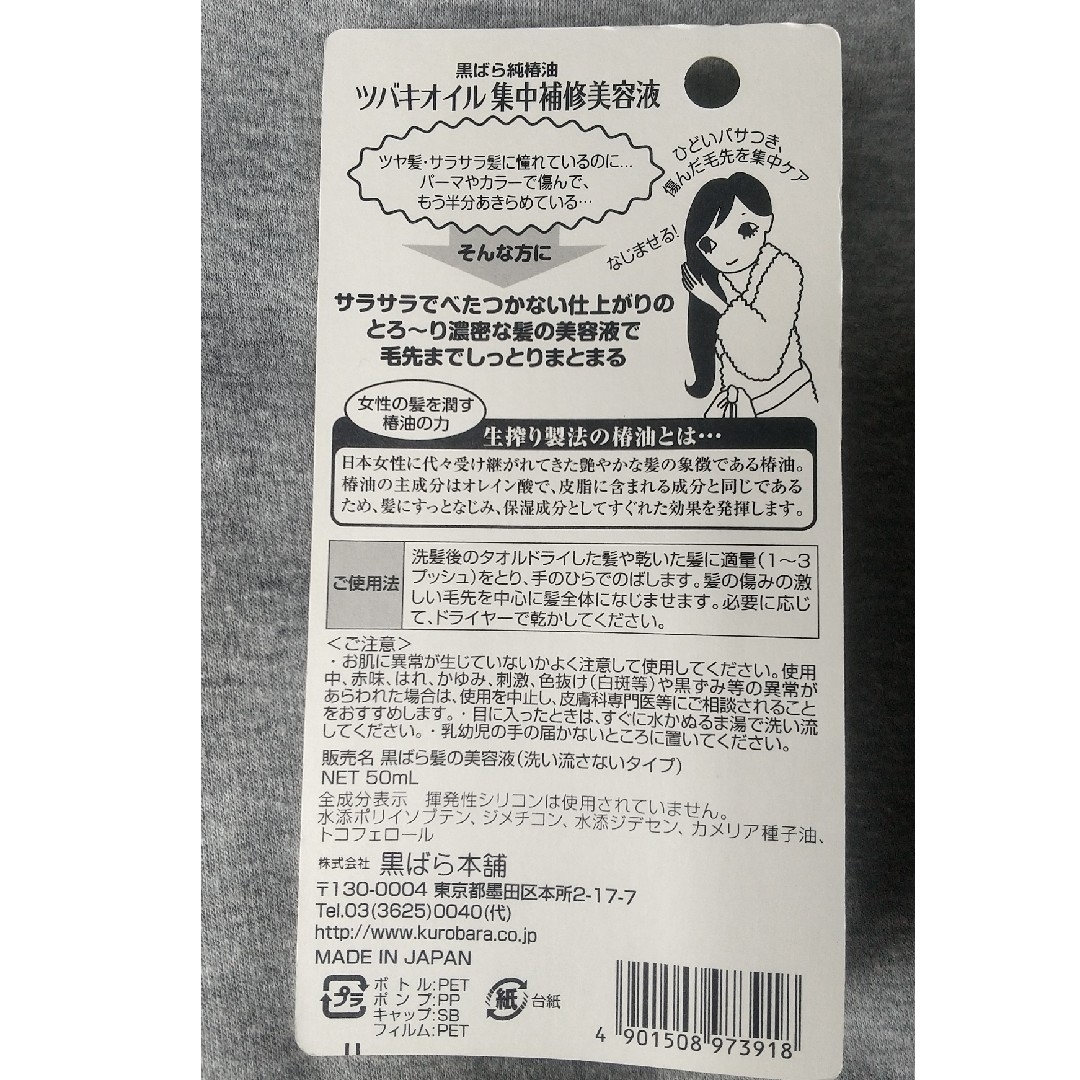 黒ばら純椿油
ツバキオイル 集中補修美容液
ツヤ髪・サラサラ髪に憧れているのに…
パーマやカラーで傷んで、
もう半分あきらめている…
そんな方に
ひどいパサつき、
傷んだ毛先を集中ケア
なじませる!
サラサラでべたつかない仕上がりの
とろ〜り濃密な髪の美容液で
毛先までしっとりまとまる
女性の髪を潤す
椿油の力
生搾り製法の椿油とは…
日本女性に代々受け継がれてきた艶やかな髪の象徴である椿油。
椿油の主成分はオレイン酸で、皮脂に含まれる成分と同じである
ため、髪にすっとなじみ、保湿成分としてすぐれた効果を発揮します。
ご使用法
洗髪後のタオルドライした髪や乾いた髪に適量(1〜3
プッシュ)をとり、手のひらでのばします。髪の傷みの激
しい毛先を中心に髪全体になじませます。必要に応じ
て、ドライヤーで乾かしてください。
<ご注意>
・お肌に異常が生じていないかよく注意して使用してください。使用
中、赤味、はれ、かゆみ、刺激、色抜け(白斑等)や黒ずみ等の異常が
あらわれた場合は、使用を中止し、皮膚科専門医等にご相談されること
をおすすめします。・目に入ったときは、すぐに水かぬるま湯で洗い流
してください。・乳幼児の手の届かないところに置いてください。
販売名 黒ばら髪の美容液(洗い流さないタイプ)
NET 50mL
全成分表示 揮発性シリコンは使用されていません。
水添ポリイソブテン、ジメチコン、水添ジデセン、カメリア種子油、
トコフェロール
株式会社 黒ばら本舗
〒130-0004 東京都墨田区本所2-17-7
Tel.03(3625)0040(代)
http://www.kurobara.co.jp
MADE IN JAPAN
プラ
ボトル:PET
ポンプ:PP
キャップ:SB
フィルム:PET
紙 台紙
4 901508 973918